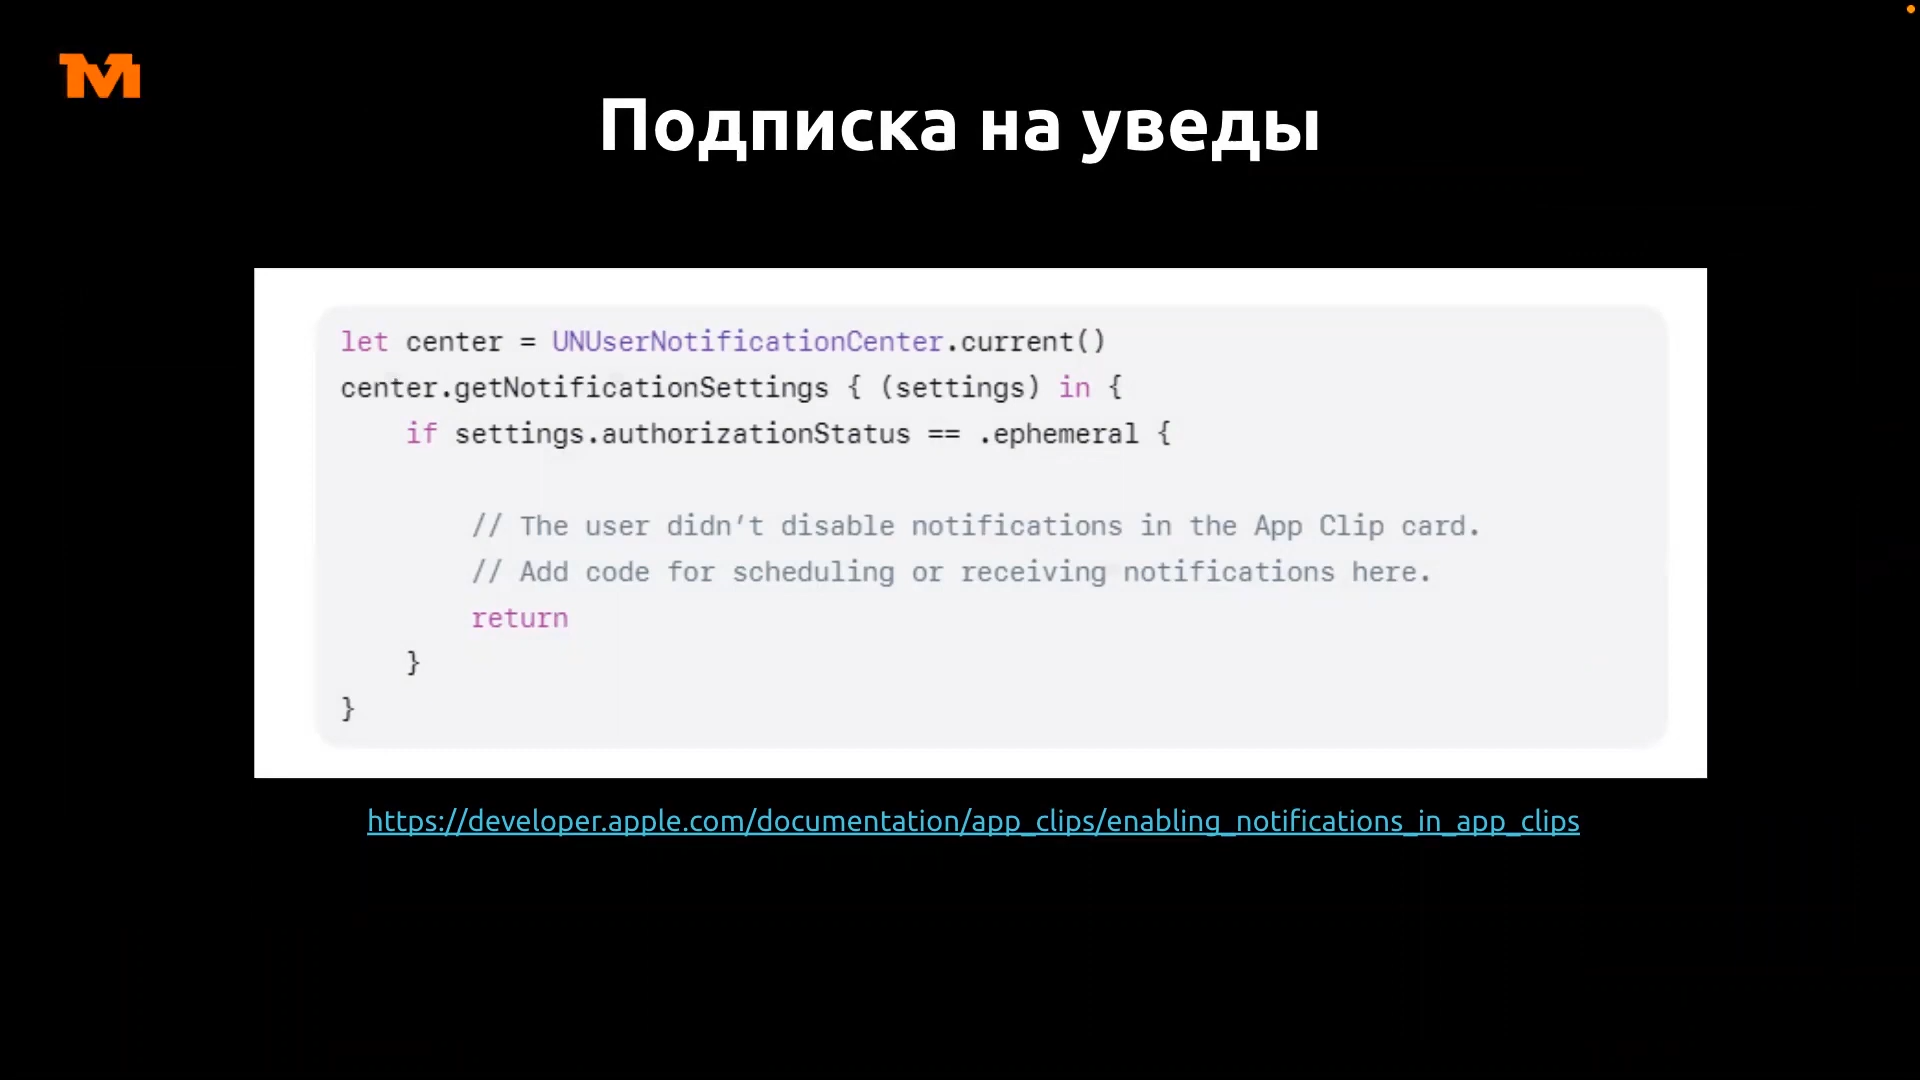 Подписка на уведы
let center = UNUserNotificationCenter.current()
center.getNotificationSettings { (settings) in {
    if settings.authorizationStatus == .ephemeral {
        // The user didn’t disable notifications in the App Clip card.
        // Add code for scheduling or receiving notifications here.
        return
    }
}
https://developer.apple.com/documentation/app_clips/enabling_notifications_in_app_clips